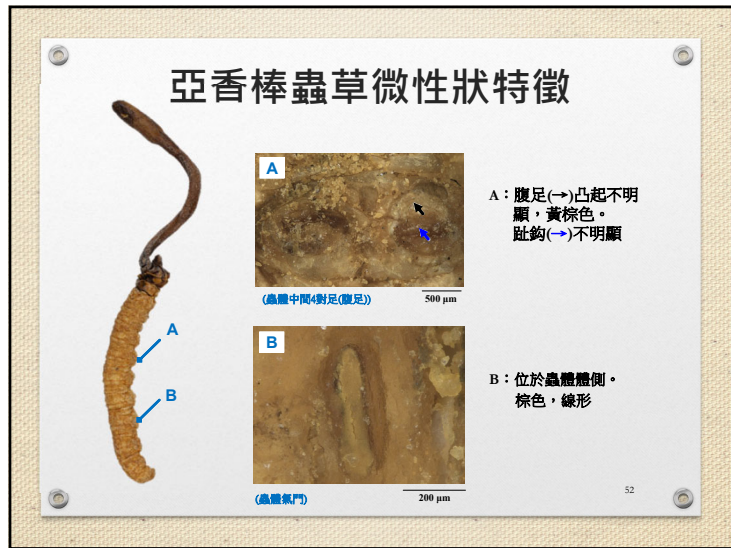 亞香棒蟲草微性狀特徵
A
A：腹足(→)凸起不明
顯，黃棕色。
趾鈎(→)不明顯
(蟲體中間4對足(腹足))
500 μm
A
B
B
B：位於蟲體體側。
棕色，線形
(蟲體氣門)
200 μm
52